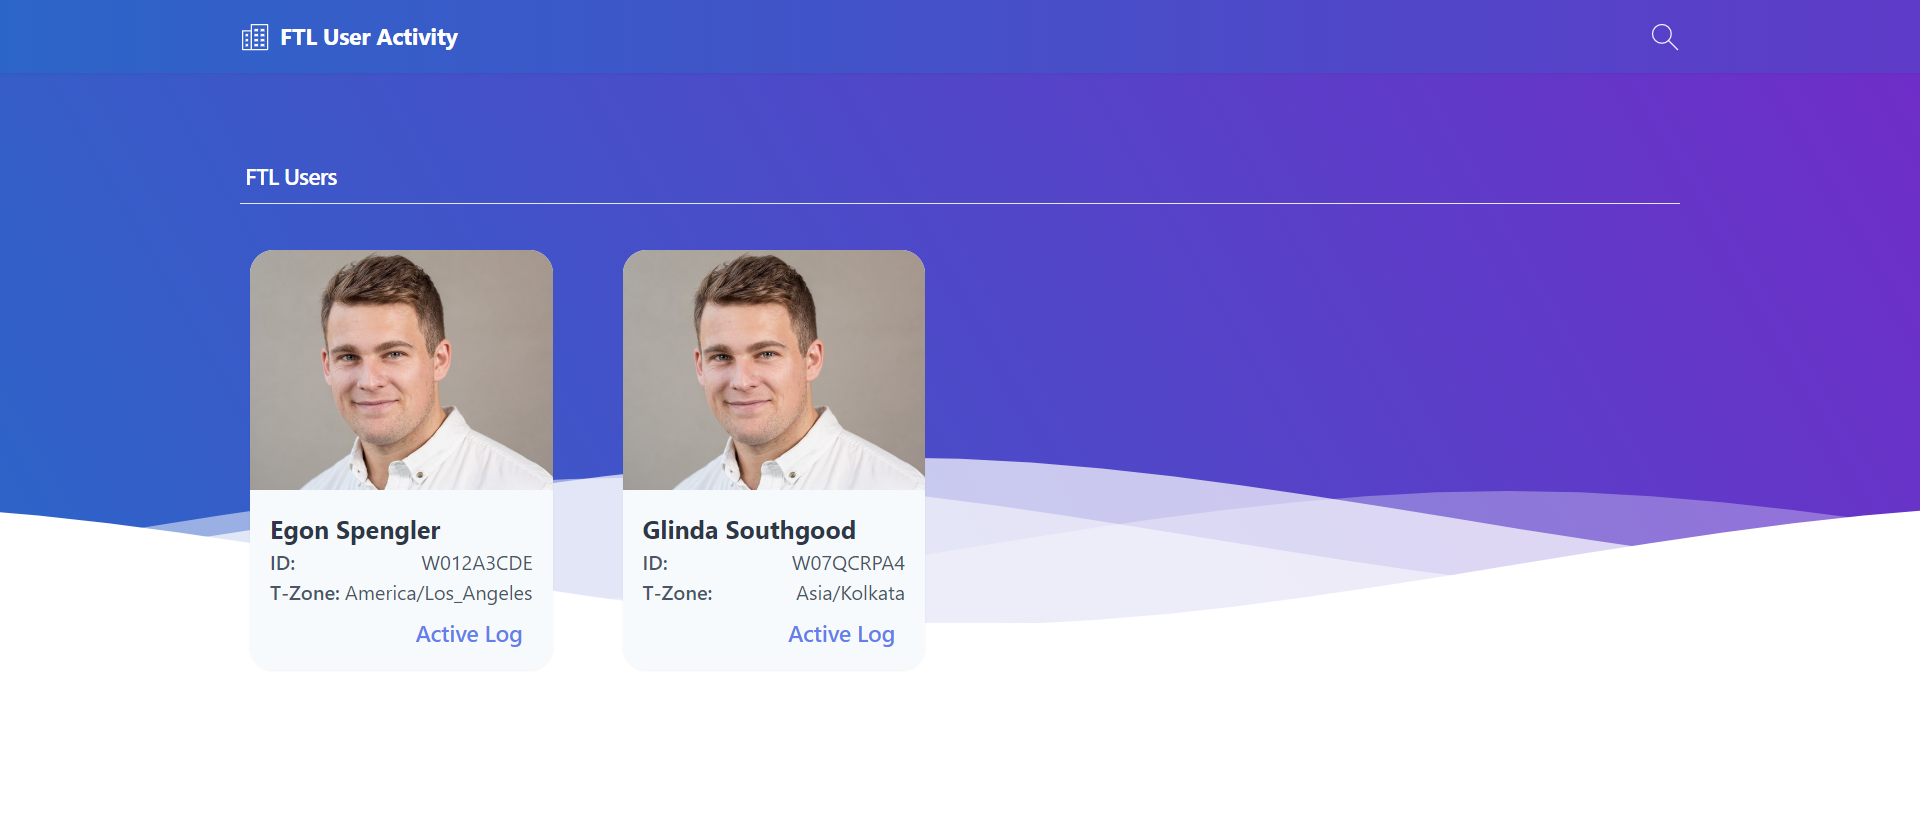 FTL User Activity
FTL Users
Egon Spengler
ID: W012A3CDE
T-Zone: America/Los_Angeles
Active Log
Glinda Southgood
ID: W07QCRPA4
T-Zone: Asia/Kolkata
Active Log